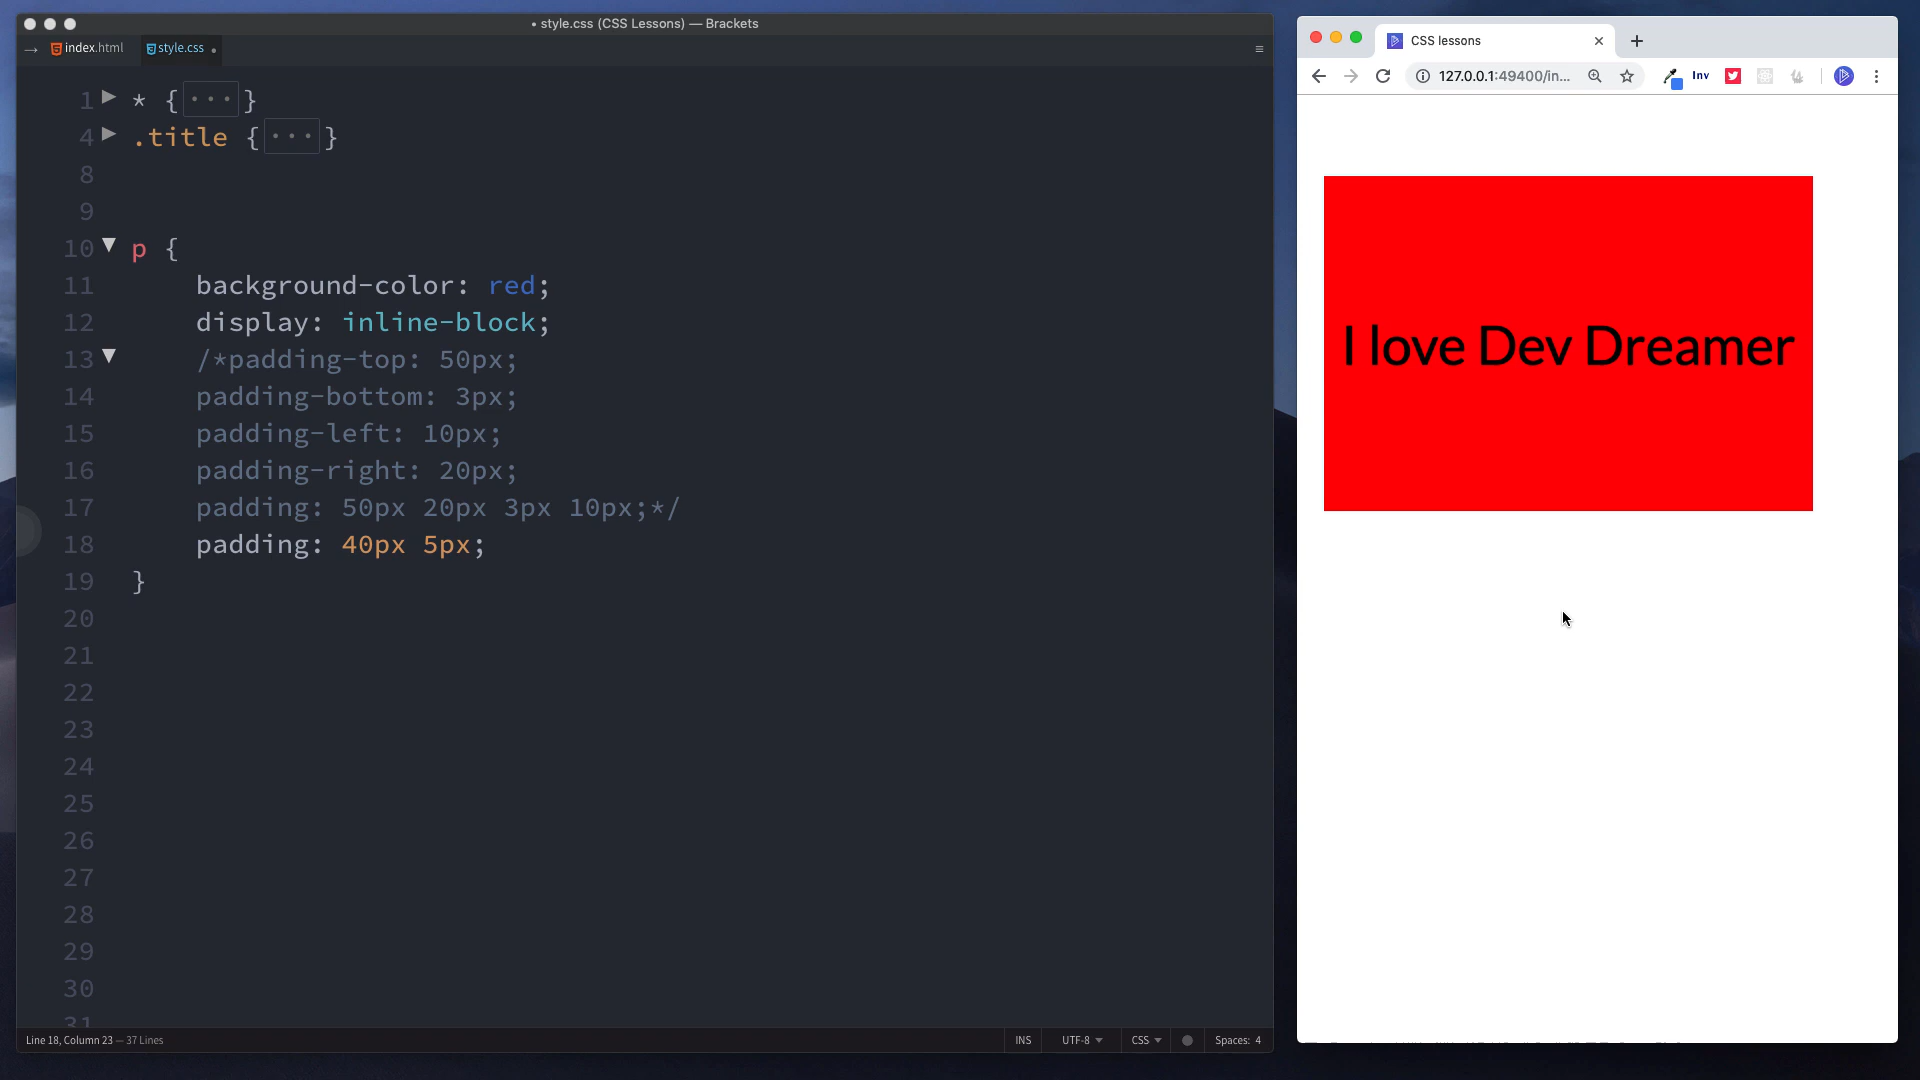 • style.css (CSS Lessons) — Brackets
→ index.html style.css •
1 * {···}
4 .title {···}
8
9
10 p {
11 background-color: red;
12 display: inline-block;
13 /*padding-top: 50px;
14 padding-bottom: 3px;
15 padding-left: 10px;
16 padding-right: 20px;
17 padding: 50px 20px 3px 10px;*/
18 padding: 40px 5px;
19 }
20
21
22
23
24
25
26
27
28
29
30
31
Line 18, Column 23 — 37 Lines
INS UTF-8 CSS Spaces: 4
CSS lessons
127.0.0.1:49400/in... Inv
I love Dev Dreamer